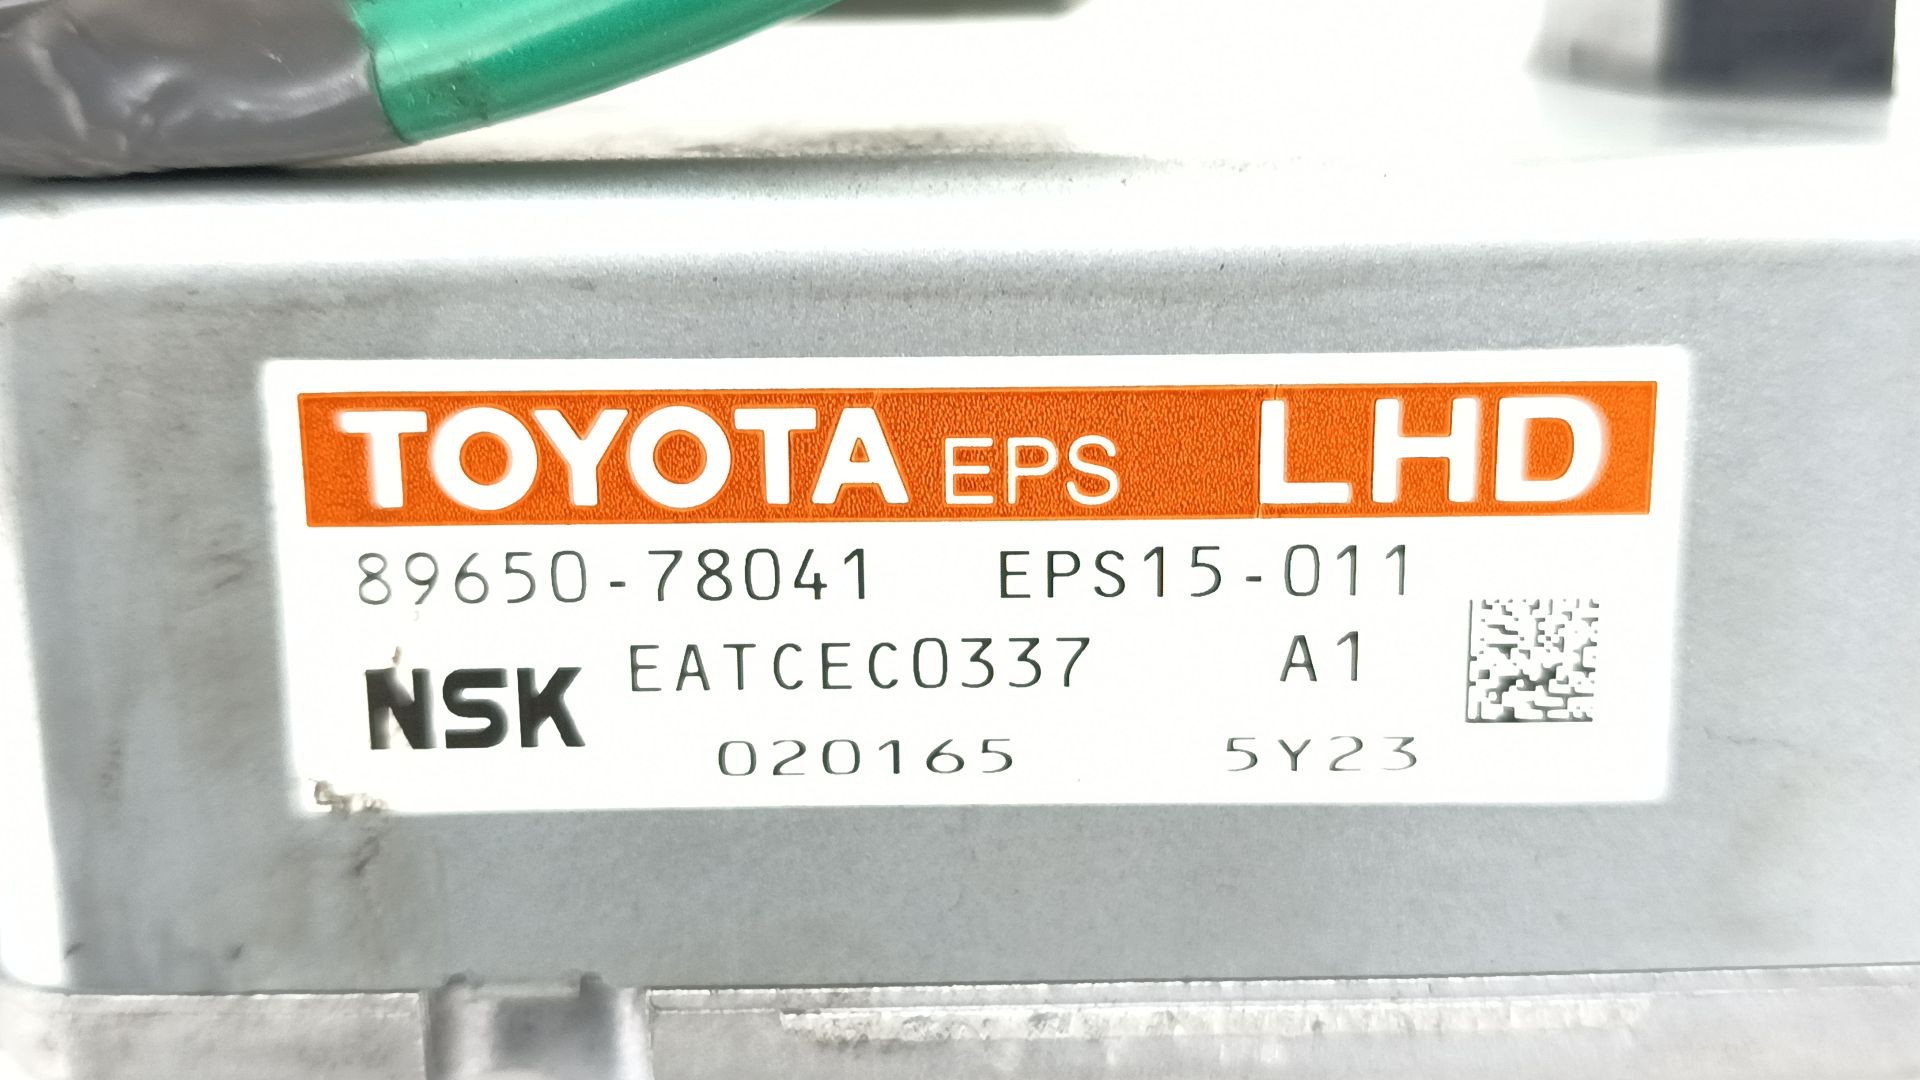 TOYOTA EPS LHD
89650-78041 EPS15-011
NSK EATCEC0337 A1
020165 5Y23